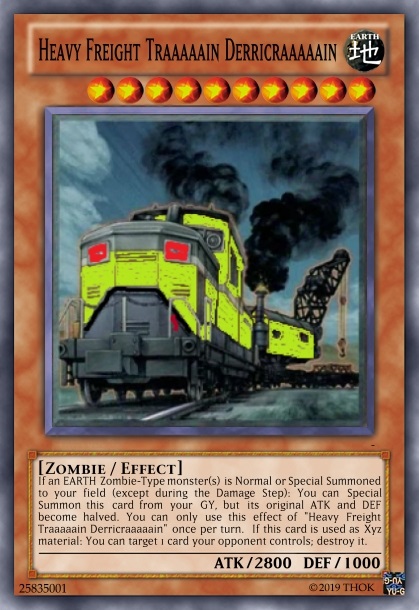 HEAVY FREIGHT TRAAAAAIN DERRICRAAAAAIN
EARTH
地
[ZOMBIE / EFFECT]
If an EARTH Zombie-Type monster(s) is Normal or Special Summoned
to your field (except during the Damage Step): You can Special
Summon this card from your GY, but its original ATK and DEF
become halved. You can only use this effect of "Heavy Freight
Traaaaain Derricraaaaain" once per turn. If this card is used as Xyz
material: You can target 1 card your opponent controls; destroy it.
ATK/2800 DEF/1000
25835001
©2019 THOK